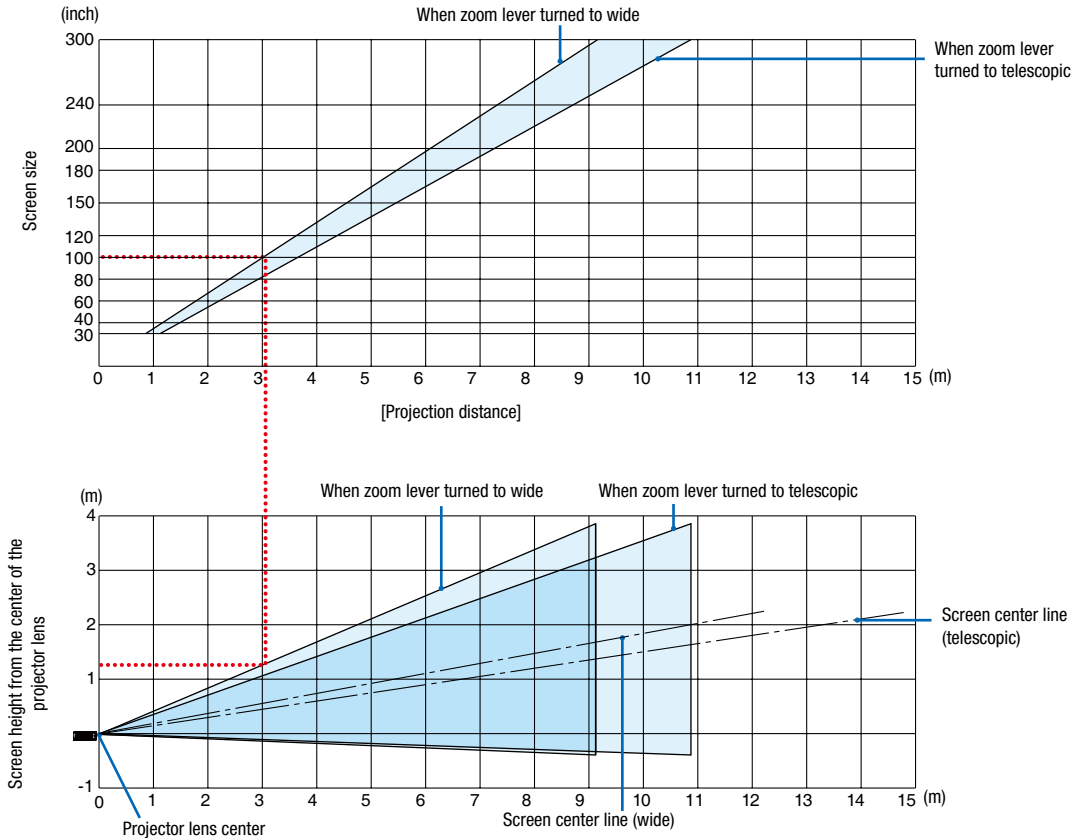 (inch)
When zoom lever turned to wide
300
When zoom lever
turned to telescopic
240
200
180
150
120
100
80
60
40
30
Screen size
0 1 2 3 4 5 6 7 8 9 10 11 12 13 14 15 (m)
[Projection distance]
(m)
When zoom lever turned to wide
When zoom lever turned to telescopic
4
3
2
1
-1
Screen height from the center of the
projector lens
Screen center line
(telescopic)
0 1 2 3 4 5 6 7 8 9 10 11 12 13 14 15 (m)
Screen center line (wide)
Projector lens center